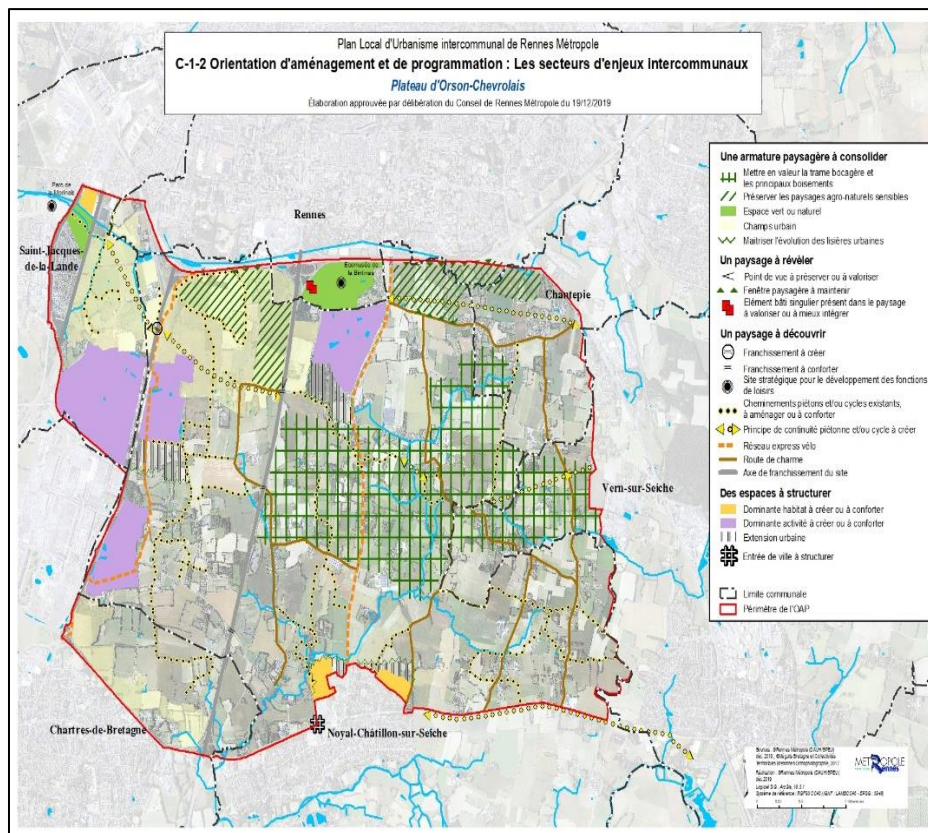 Plan Local d'Urbanisme intercommunal de Rennes Métropole
C-1-2 Orientation d'aménagement et de programmation : Les secteurs d'enjeux intercommunaux
Plateau d'Orson-Chevrolais
Élaboration approuvée par délibération du Conseil de Rennes Métropole du 19/12/2019
Parc de
Rennes
Saint-Jacques-
de-la-Lande
Ecomusée de
la Bintinais
Chantepie
Vern-sur-Seiche
Chartres-de-Bretagne
Noyal-Châtillon-sur-Seiche
Une armature paysagère à consolider
Mettre en valeur la trame bocagère et
les principaux boisements
Préserver les paysages agro-naturels sensibles
Espace vert ou naturel
Champs urbain
Maitriser l'évolution des lisières urbaines
Un paysage à révéler
Point de vue à préserver ou à valoriser
Fenêtre paysagère à maintenir
Elément bâti singulier présent dans le paysage
à valoriser ou à mieux intégrer
Un paysage à découvrir
Franchissement à créer
Franchissement à conforter
Site stratégique pour le développement des fonctions
de loisirs
Cheminements piétons et/ou cycles existants,
à aménager ou à conforter
Principe de continuité piétonne et/ou cycle à créer
Réseau express vélo
Route de charme
Axe de franchissement du site
Des espaces à structurer
Dominante habitat à créer ou à conforter
Dominante activité à créer ou à conforter
Extension urbaine
Entrée de ville à structurer
Limite communale
Périmètre de l'OAP
METROPOLE
Rennes